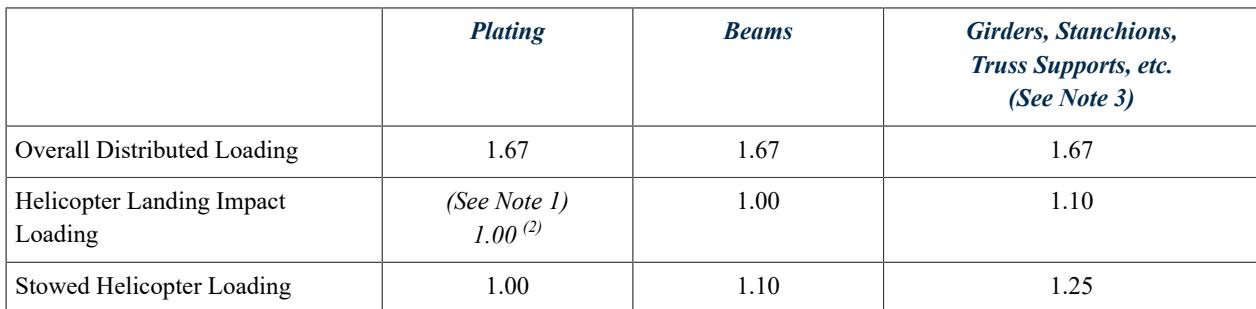 Plating Beams Girders, Stanchions,
Truss Supports, etc.
(See Note 3)
Overall Distributed Loading 1.67 1.67 1.67
Helicopter Landing Impact (See Note 1) 1.00 1.10
Loading 1.00 (2)
Stowed Helicopter Loading 1.00 1.10 1.25